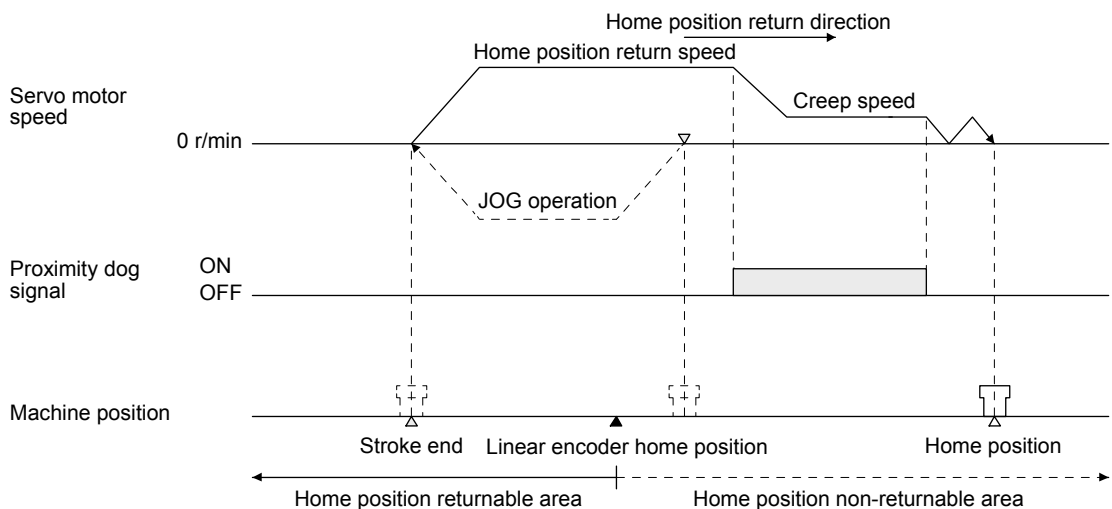 Home position return direction
Home position return speed
Servo motor
speed
Creep speed
0 r/min
JOG operation
Proximity dog
signal
ON
OFF
Machine position
Stroke end
Linear encoder home position
Home position
Home position returnable area
Home position non-returnable area